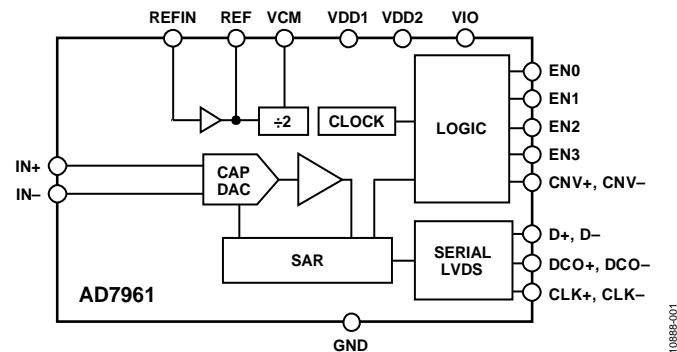 REFIN REF VCM VDD1 VDD2 VIO
÷2
CLOCK
LOGIC
EN0
EN1
EN2
EN3
CNV+, CNV–
IN+
IN–
CAP
DAC
SAR
SERIAL
LVDS
D+, D–
DCO+, DCO–
CLK+, CLK–
AD7961
GND
10888-001